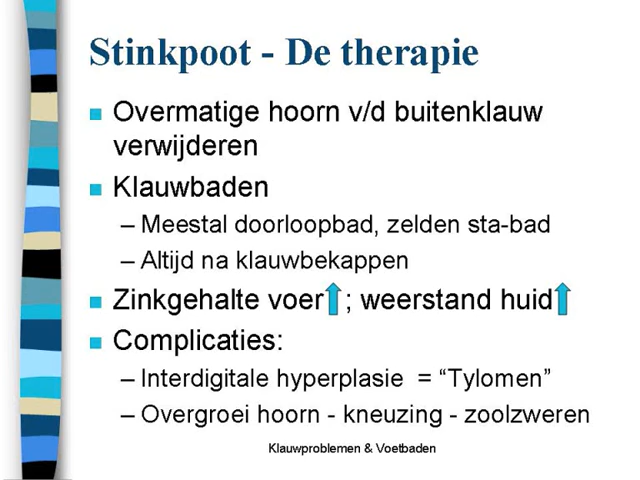 Stinkpoot - De therapie
Overmatige hoorn v/d buitenklauw
verwijderen
Klauwbaden
– Meestal doorloopbad, zelden sta-bad
– Altijd na klauwbekappen
Zinkgehalte voer ; weerstand huid
Complicaties:
– Interdigitale hyperplasie = “Tylomen”
– Overgroei hoorn - kneuzing - zoolzweren
Klauwproblemen & Voetbaden